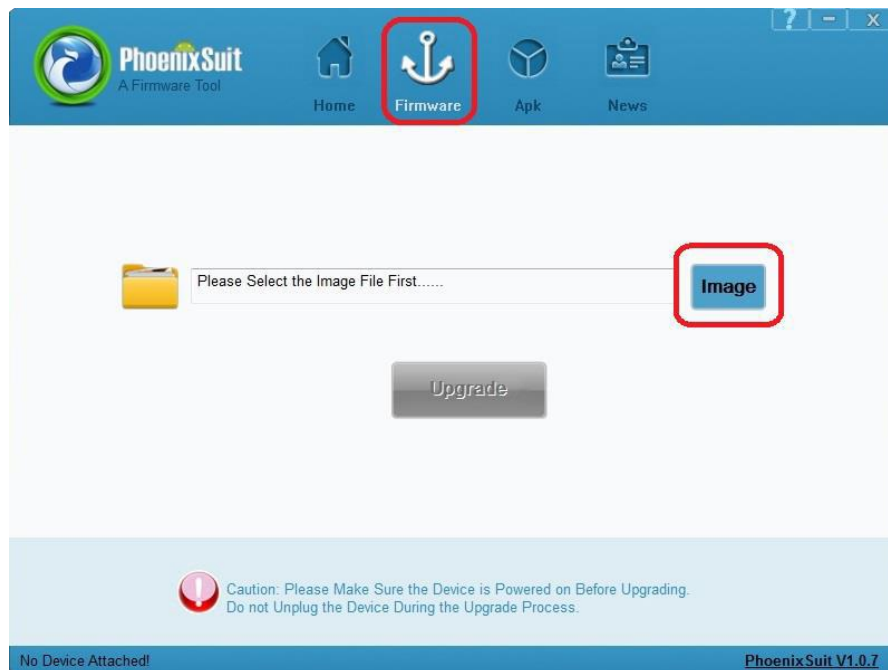 PhoenixSuit
A Firmware Tool
Home
Firmware
Apk
News
? – x
Please Select the Image File First......
Image
Upgrade
Caution: Please Make Sure the Device is Powered on Before Upgrading.
Do not Unplug the Device During the Upgrade Process.
No Device Attached!
PhoenixSuit V1.0.7